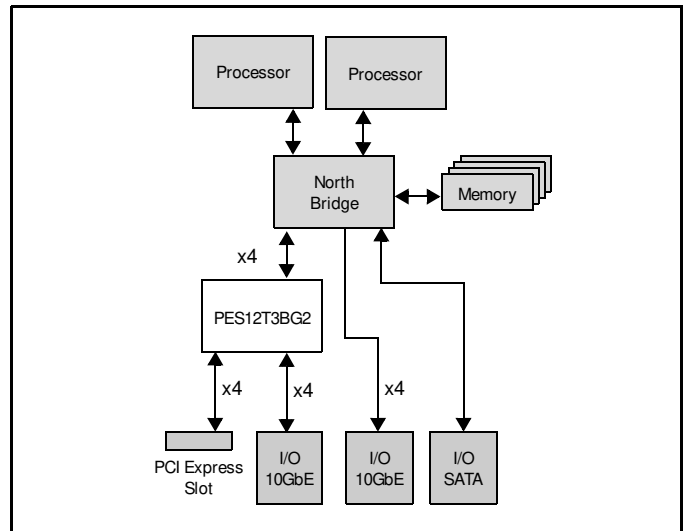 Processor
Processor
North
Bridge
Memory
x4
PES12T3BG2
x4
x4
x4
PCI Express
Slot
I/O
10GbE
I/O
10GbE
I/O
SATA